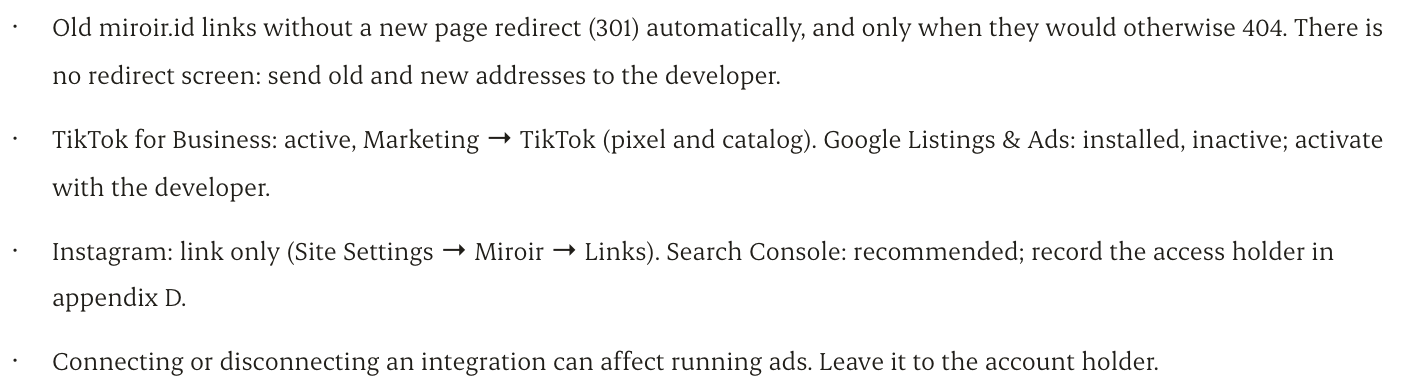 · Old miroir.id links without a new page redirect (301) automatically, and only when they would otherwise 404. There is
no redirect screen: send old and new addresses to the developer.
· TikTok for Business: active, Marketing → TikTok (pixel and catalog). Google Listings & Ads: installed, inactive; activate
with the developer.
· Instagram: link only (Site Settings → Miroir → Links). Search Console: recommended; record the access holder in
appendix D.
· Connecting or disconnecting an integration can affect running ads. Leave it to the account holder.